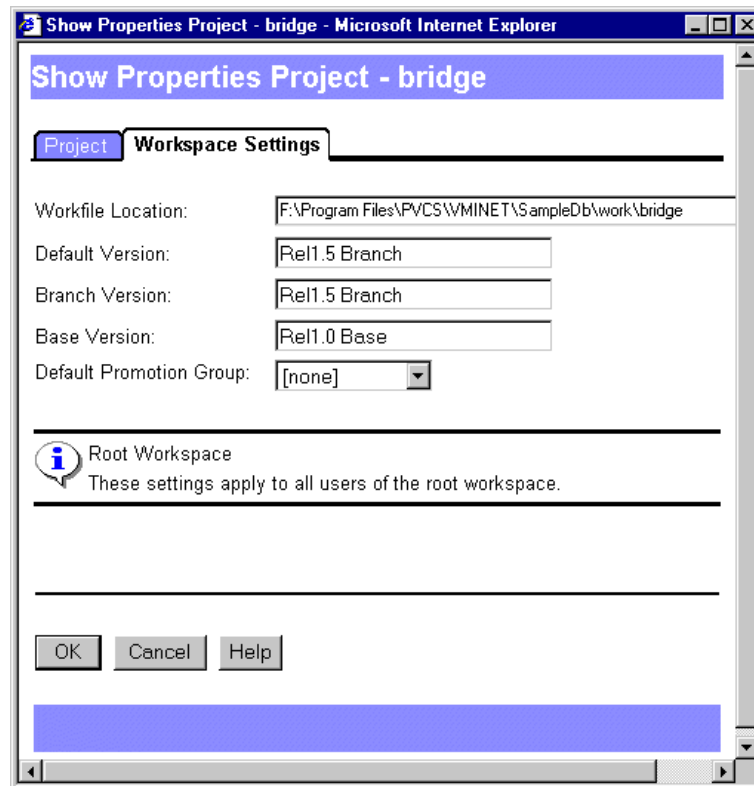 Show Properties Project - bridge - Microsoft Internet Explorer
Show Properties Project - bridge
Project Workspace Settings
Workfile Location: F:\Program Files\PVCS\VMINET\SampleDb\work\bridge
Default Version: Rel1.5 Branch
Branch Version: Rel1.5 Branch
Base Version: Rel1.0 Base
Default Promotion Group: [none]
Root Workspace
These settings apply to all users of the root workspace.
OK Cancel Help